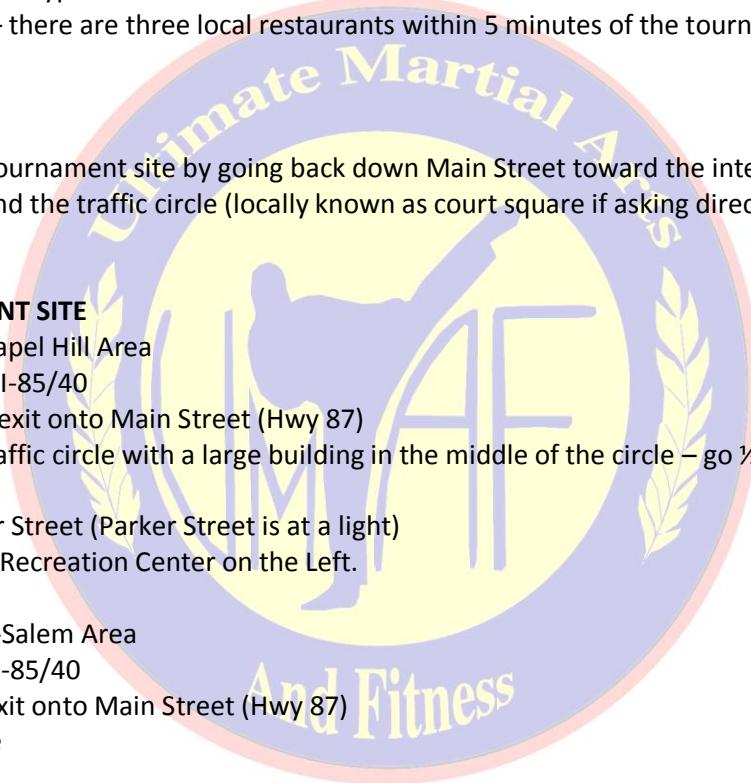 - there are three local restaurants within 5 minutes of the tourn
Ultimate Martial Arts
ournament site by going back down Main Street toward the inte
nd the traffic circle (locally known as court square if asking direc
NT SITE
apel Hill Area
I-85/40
exit onto Main Street (Hwy 87)
affic circle with a large building in the middle of the circle – go ½
UMAF
r Street (Parker Street is at a light)
Recreation Center on the Left.
-Salem Area
-85/40
xit onto Main Street (Hwy 87)
And Fitness